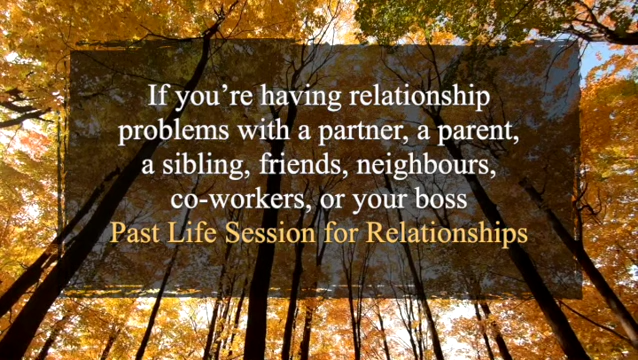 If you’re having relationship
problems with a partner, a parent,
a sibling, friends, neighbours,
co-workers, or your boss
Past Life Session for Relationships